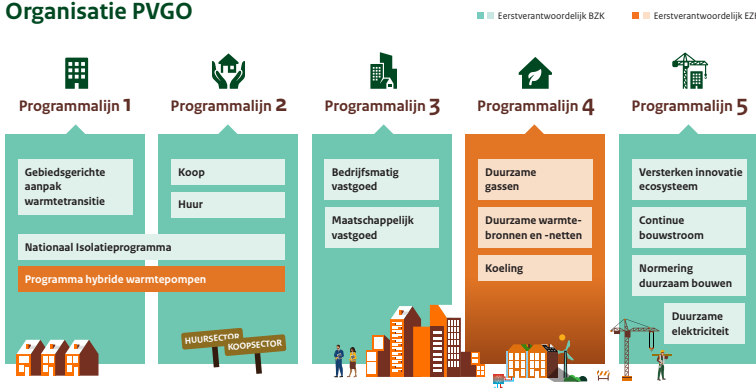 Organisatie PVGO
Eerstverantwoordelijk BZK
Eerstverantwoordelijk EZK
Programmalijn 1
Programmalijn 2
Programmalijn 3
Programmalijn 4
Programmalijn 5
Gebiedsgerichte
aanpak
warmtetransitie
Koop
Huur
Nationaal Isolatieprogramma
Programma hybride warmtepompen
HUURSECTOR
KOOPSECTOR
Bedrijfsmatig
vastgoed
Maatschappelijk
vastgoed
Duurzame
gassen
Duurzame warmte-
bronnen en -netten
Koeling
Versterken innovatie
ecosysteem
Continue
bouwstroom
Normering
duurzaam bouwen
Duurzame
elektriciteit